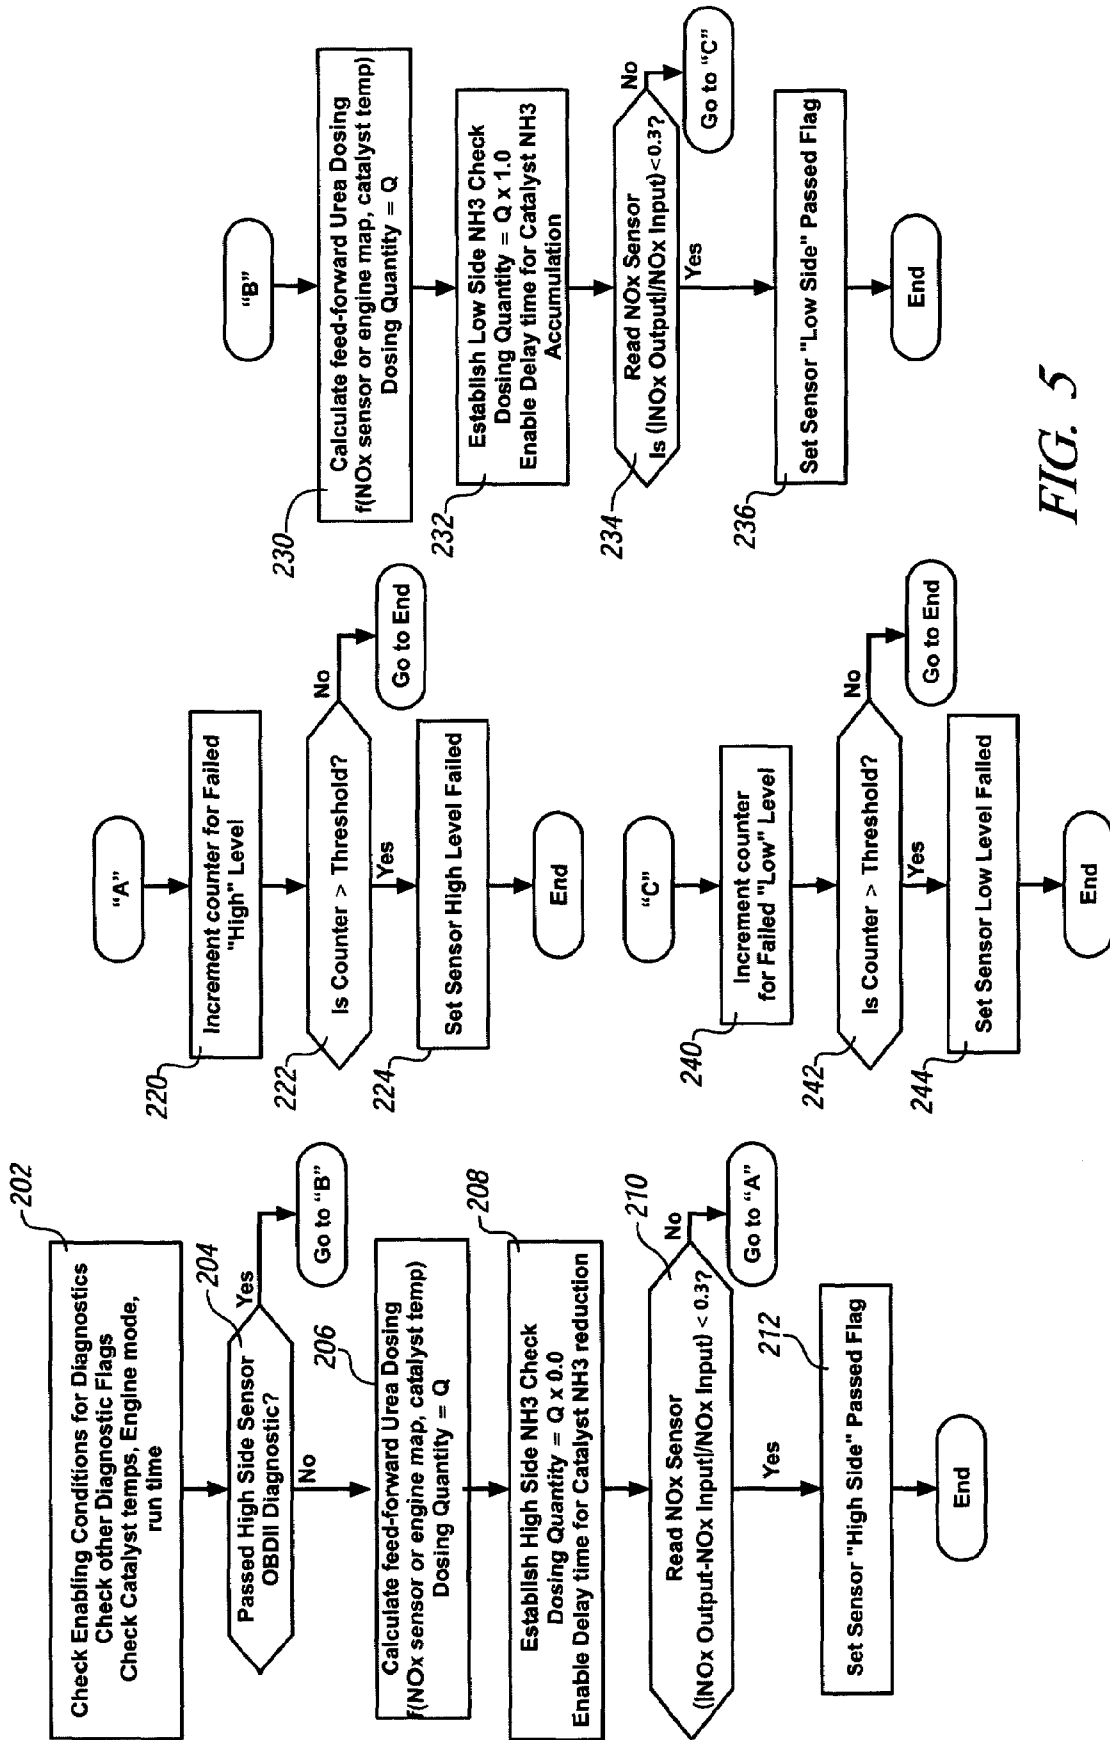 202
Check Enabling Conditions for Diagnostics
Check other Diagnostic Flags
Check Catalyst temps, Engine mode,
run time
204
Passed High Side Sensor
OBDII Diagnostic?
Yes
Go to “B”
No
206
Calculate feed-forward Urea Dosing
f(NOx sensor or engine map, catalyst temp)
Dosing Quantity = Q
208
Establish High Side NH3 Check
Dosing Quantity = Q x 0.0
Enable Delay time for Catalyst NH3 reduction
210
Read NOx Sensor
(|NOx Output-NOx Input|/NOx Input) < 0.3?
No
Go to “A”
Yes
212
Set Sensor "High Side" Passed Flag
End
“A”
220
Increment counter for Failed
"High" Level
222
Is Counter > Threshold?
No
Go to End
Yes
224
Set Sensor High Level Failed
End
“C”
240
Increment counter
for Failed "Low" Level
242
Is Counter > Threshold?
No
Go to End
Yes
244
Set Sensor Low Level Failed
End
“B”
230
Calculate feed-forward Urea Dosing
f(NOx sensor or engine map, catalyst temp)
Dosing Quantity = Q
232
Establish Low Side NH3 Check
Dosing Quantity = Q x 1.0
Enable Delay time for Catalyst NH3
Accumulation
234
Read NOx Sensor
Is (|NOx Output|/NOx Input) <0.3?
No
Go to “C”
Yes
236
Set Sensor "Low Side" Passed Flag
End
FIG. 5